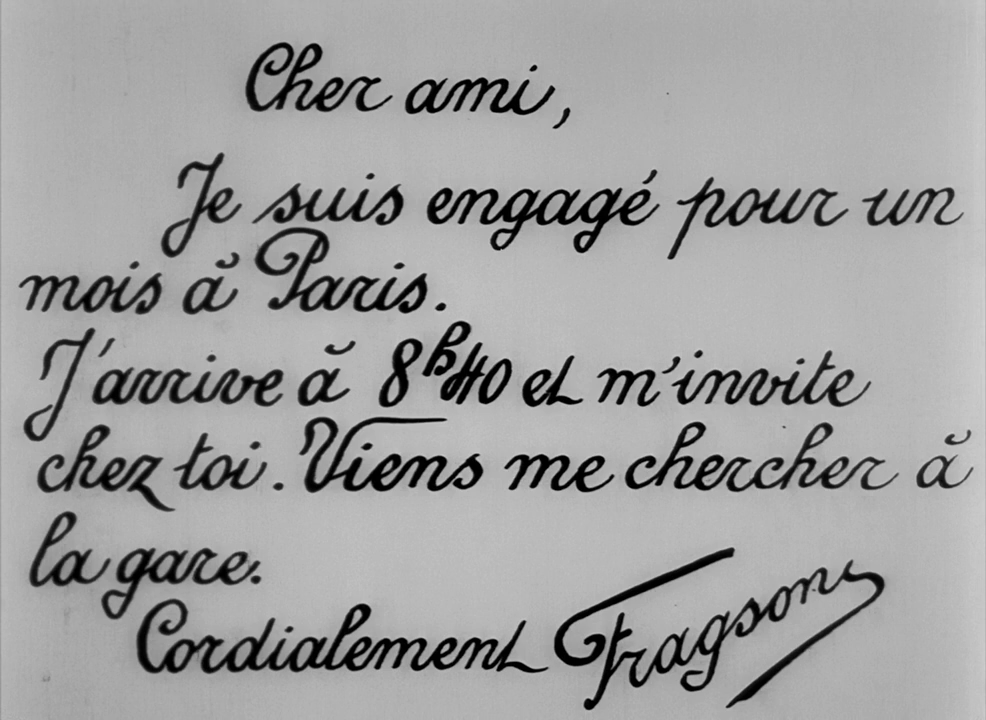 Cher ami,
Je suis engagé pour un
mois à Paris.
J'arrive à 8h40 et m'invite
chez toi. Viens me chercher à
la gare.
Cordialement Fragson